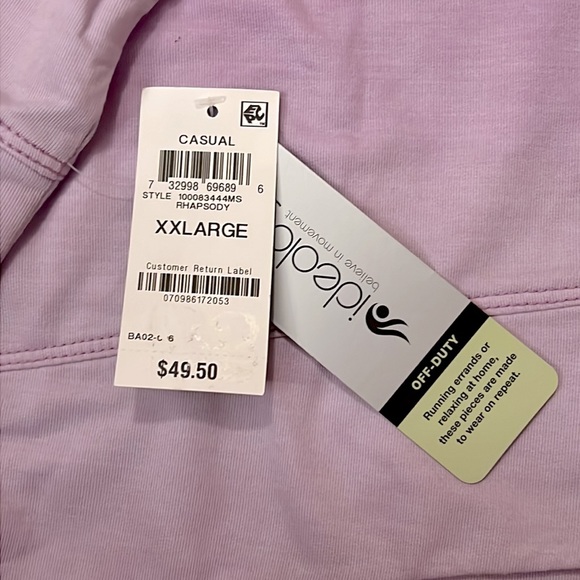 CASUAL
7 32998 69689 6
STYLE 100083444MS
RHAPSODY
XXLARGE
Customer Return Label
070986172053
$49.50
believe in movement
OFF-DUTY
Running errands or
relaxing at home,
these pieces are made
to wear on repeat.